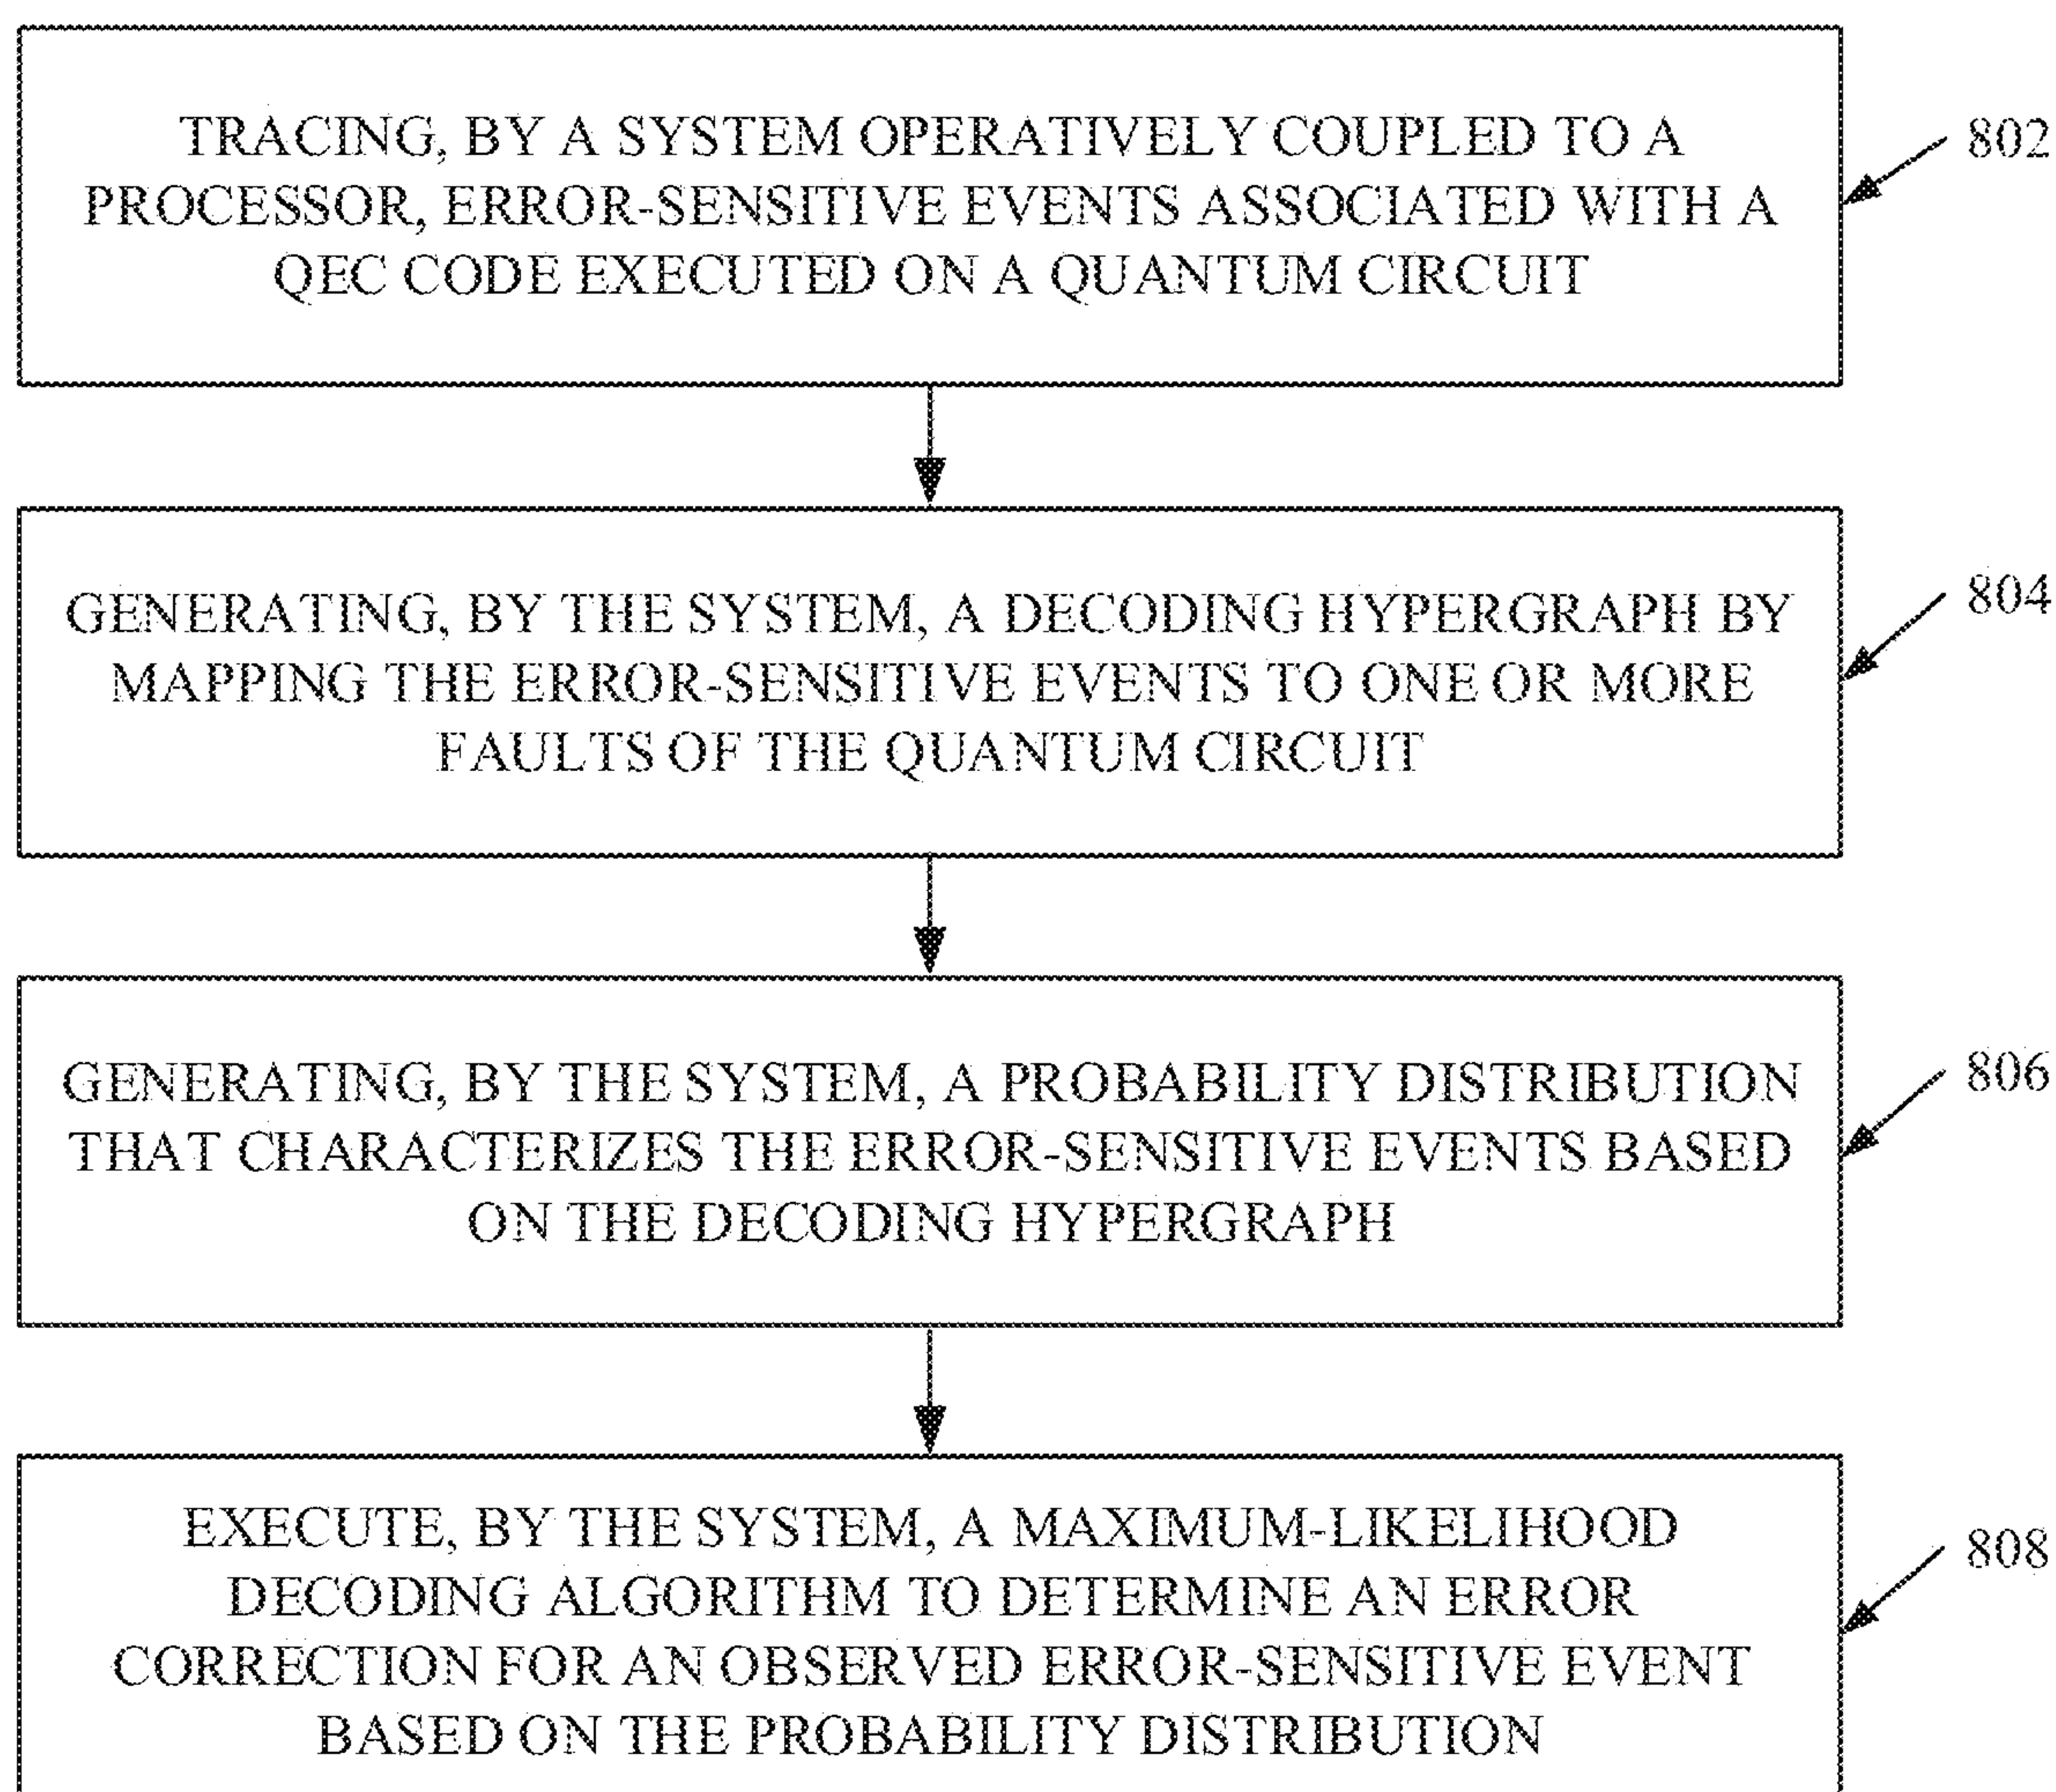 TRACING, BY A SYSTEM OPERATIVELY COUPLED TO A
PROCESSOR, ERROR-SENSITIVE EVENTS ASSOCIATED WITH A
QEC CODE EXECUTED ON A QUANTUM CIRCUIT
802
GENERATING, BY THE SYSTEM, A DECODING HYPERGRAPH BY
MAPPING THE ERROR-SENSITIVE EVENTS TO ONE OR MORE
FAULTS OF THE QUANTUM CIRCUIT
804
GENERATING, BY THE SYSTEM, A PROBABILITY DISTRIBUTION
THAT CHARACTERIZES THE ERROR-SENSITIVE EVENTS BASED
ON THE DECODING HYPERGRAPH
806
EXECUTE, BY THE SYSTEM, A MAXIMUM-LIKELIHOOD
DECODING ALGORITHM TO DETERMINE AN ERROR
CORRECTION FOR AN OBSERVED ERROR-SENSITIVE EVENT
BASED ON THE PROBABILITY DISTRIBUTION
808